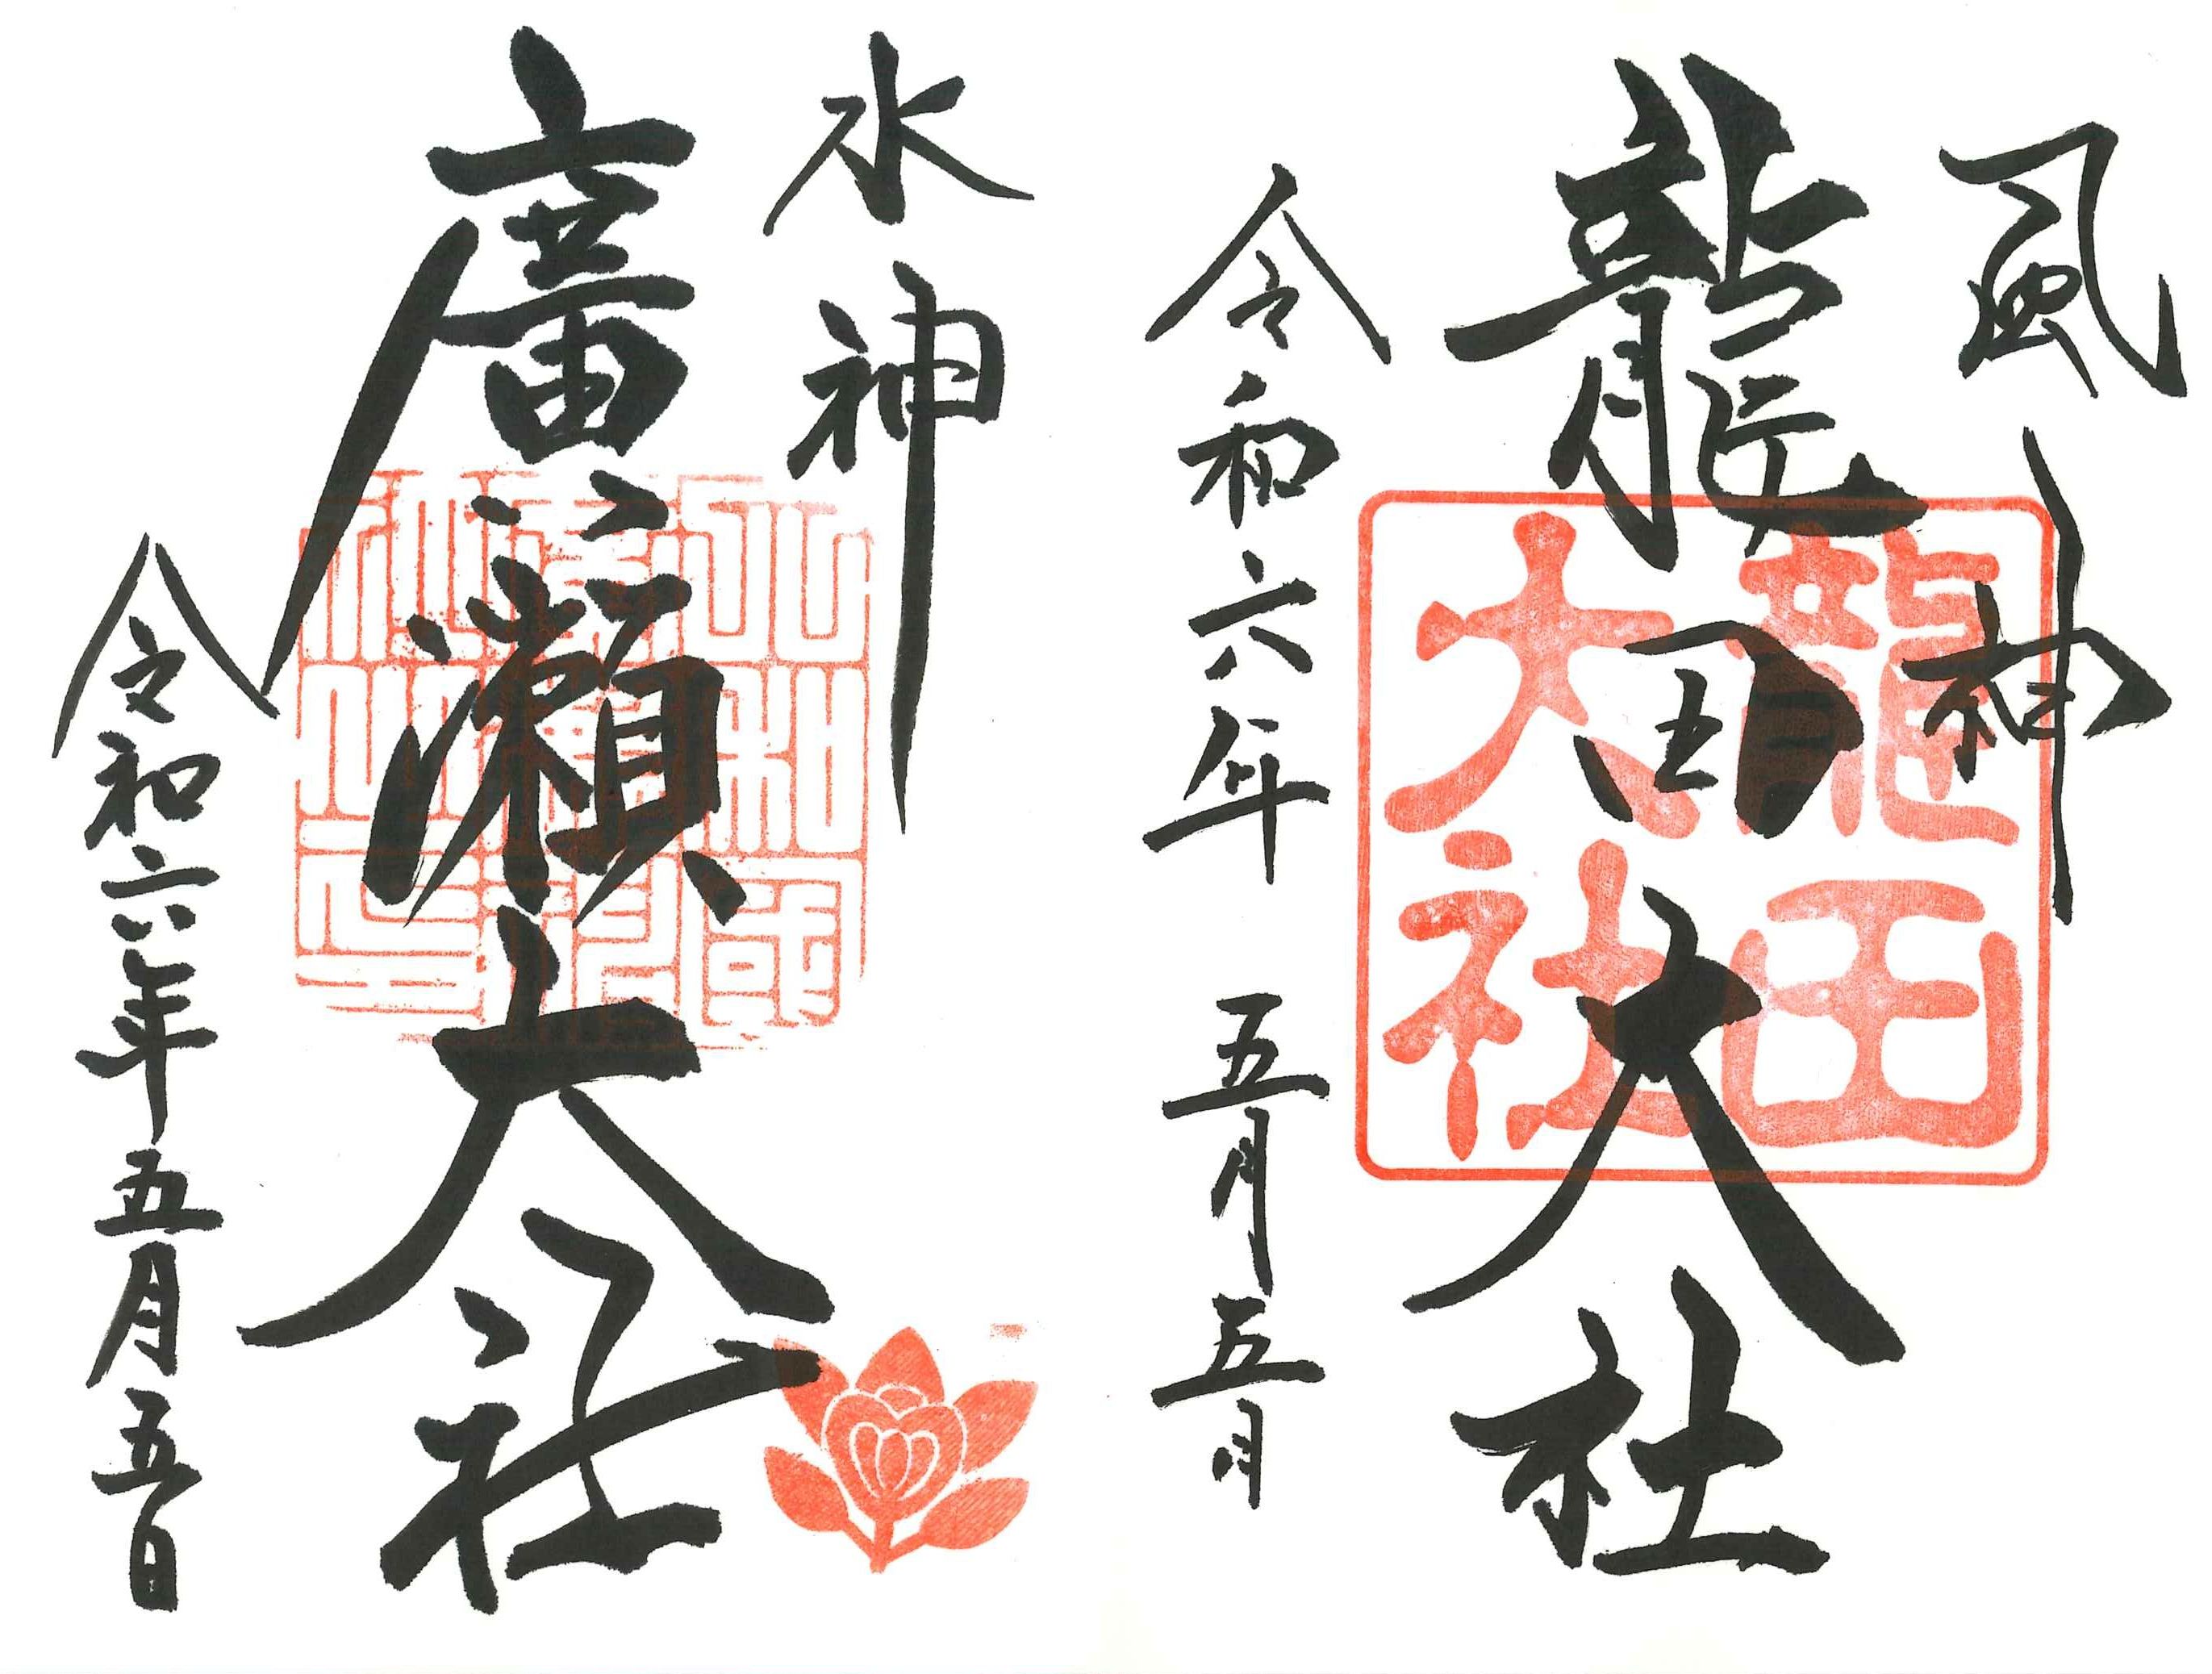 風神
龍田大社
龍田
大社
令和六年 五月五日
水神
廣瀬大社
令和六年五月五日